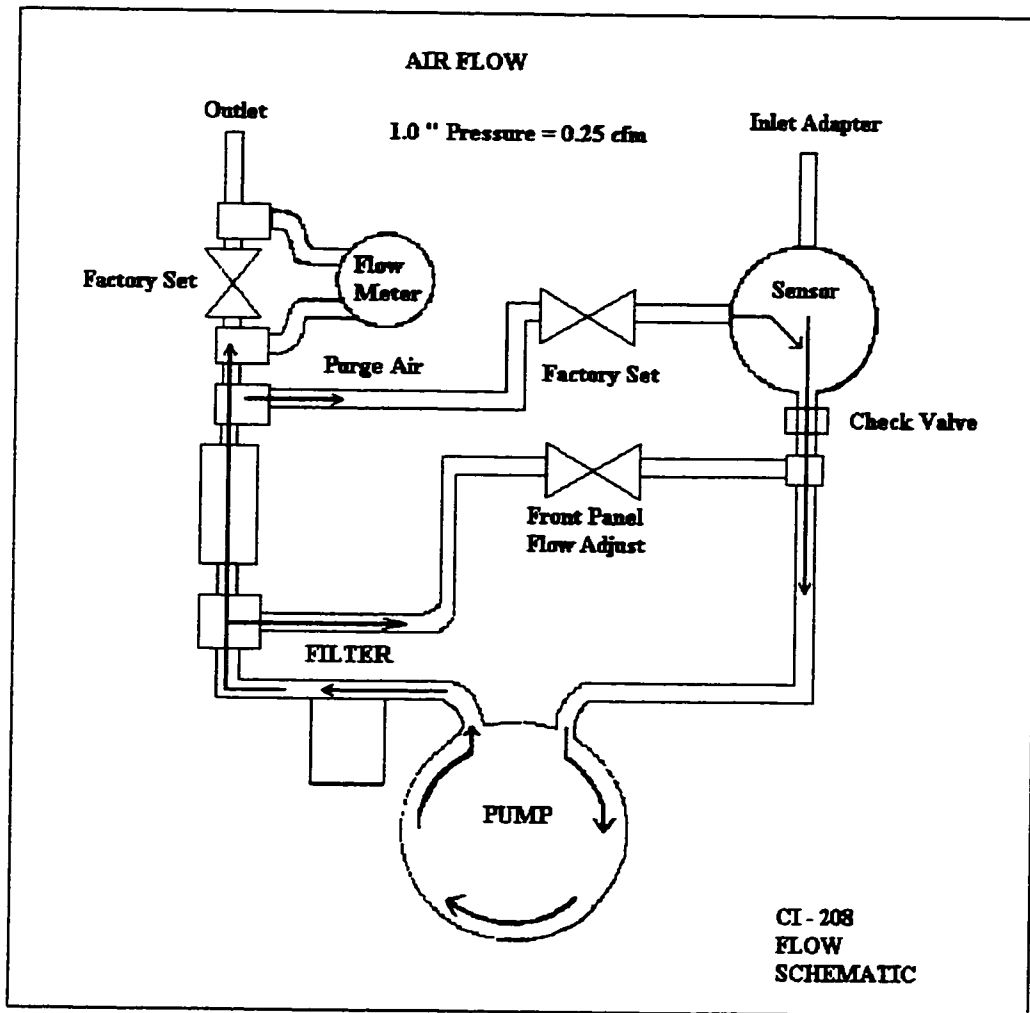 AIR FLOW
Outlet
1.0 " Pressure = 0.25 cfm
Inlet Adapter
Factory Set
Flow
Meter
Sensor
Purge Air
Factory Set
Check Valve
Front Panel
Flow Adjust
FILTER
PUMP
CI - 208
FLOW
SCHEMATIC